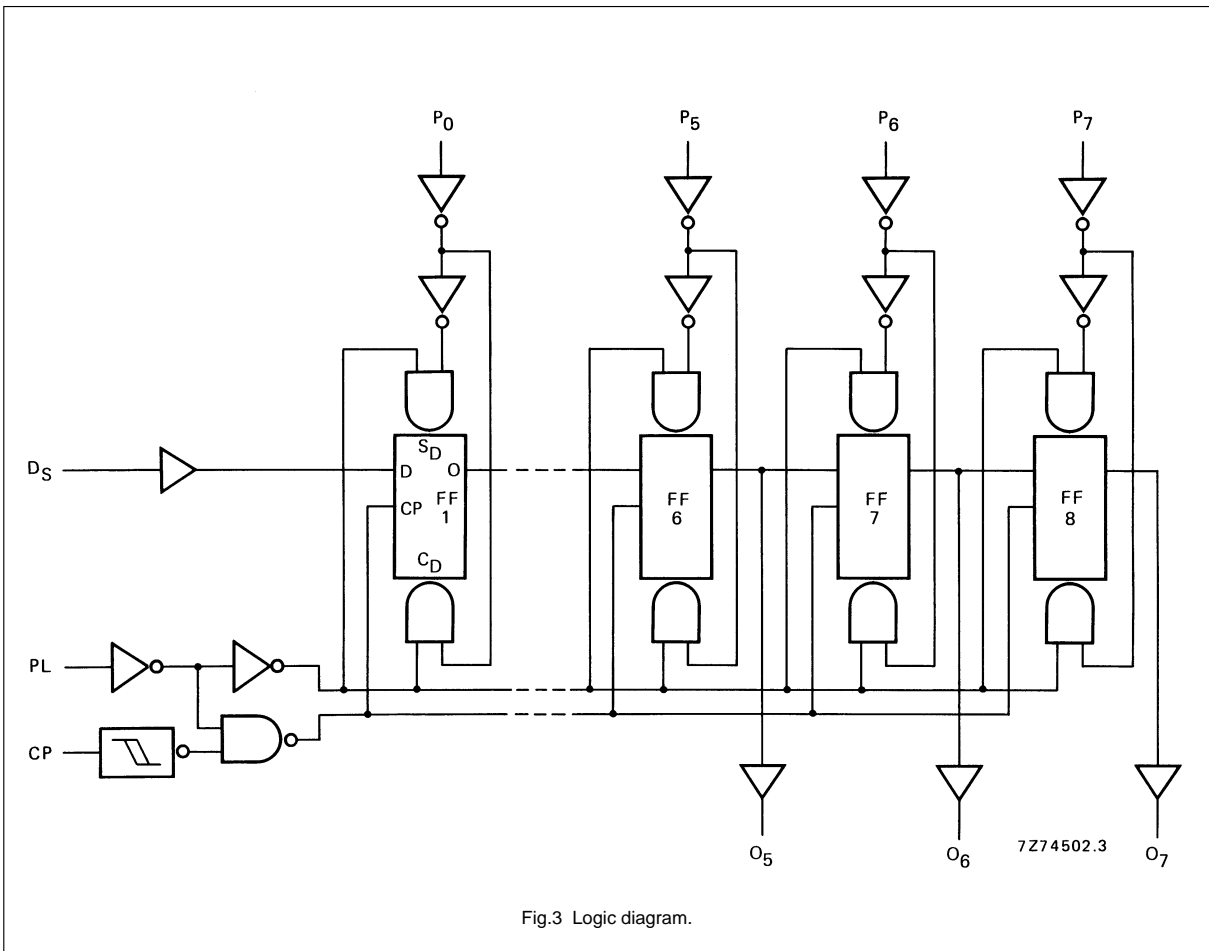 P0 P5 P6 P7
DS
SD
D O
CP FF
1
CD
FF
6
FF
7
FF
8
PL
CP
O5 O6 7Z74502.3 O7
Fig.3 Logic diagram.